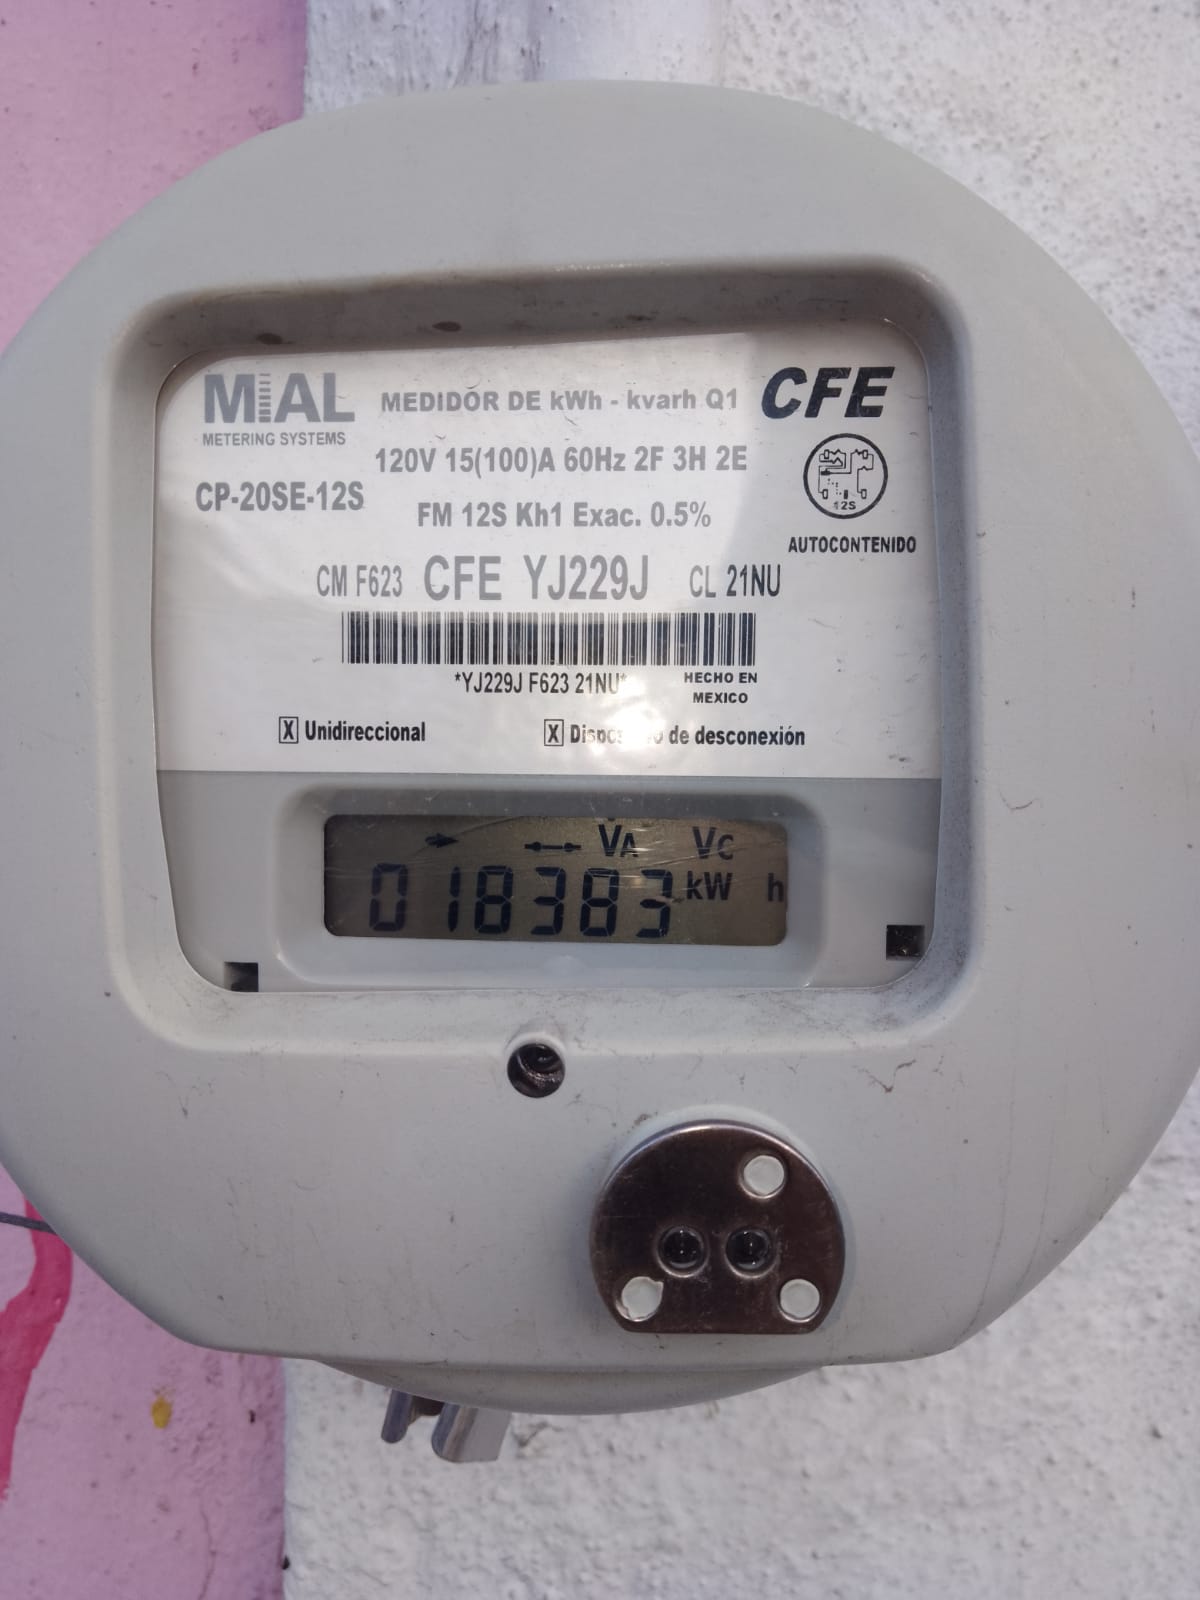 MIAL
METERING SYSTEMS
MEDIDOR DE kWh - kvarh Q1
CFE
120V 15(100)A 60Hz 2F 3H 2E
CP-20SE-12S
FM 12S Kh1 Exac. 0.5%
12S
AUTOCONTENIDO
CM F623 CFE YJ229J CL 21NU
*YJ229J F623 21NU*
HECHO EN
MEXICO
X Unidireccional
X de desconexión
VA VC
018383 kW h